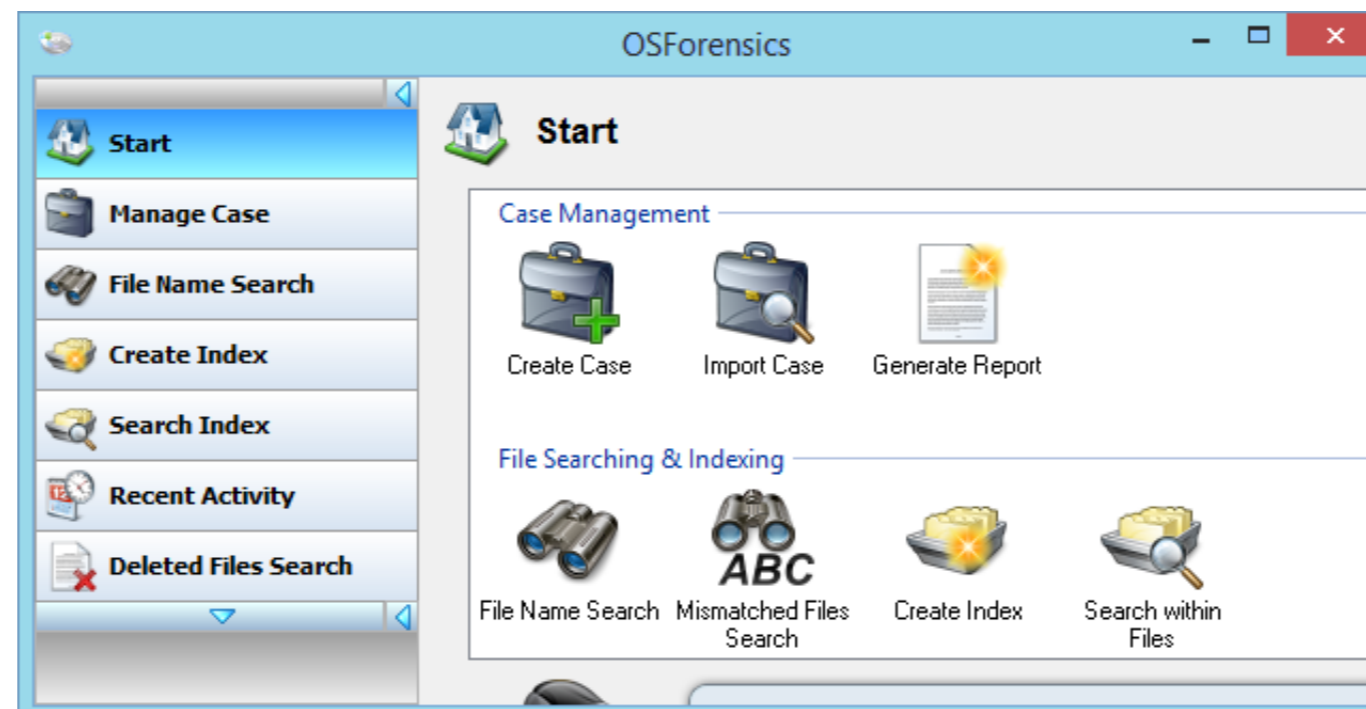 OSForensics
Start
Manage Case
File Name Search
Create Index
Search Index
Recent Activity
Deleted Files Search
Start
Case Management
Create Case
Import Case
Generate Report
File Searching & Indexing
File Name Search
ABC
Mismatched Files
Search
Create Index
Search within
Files